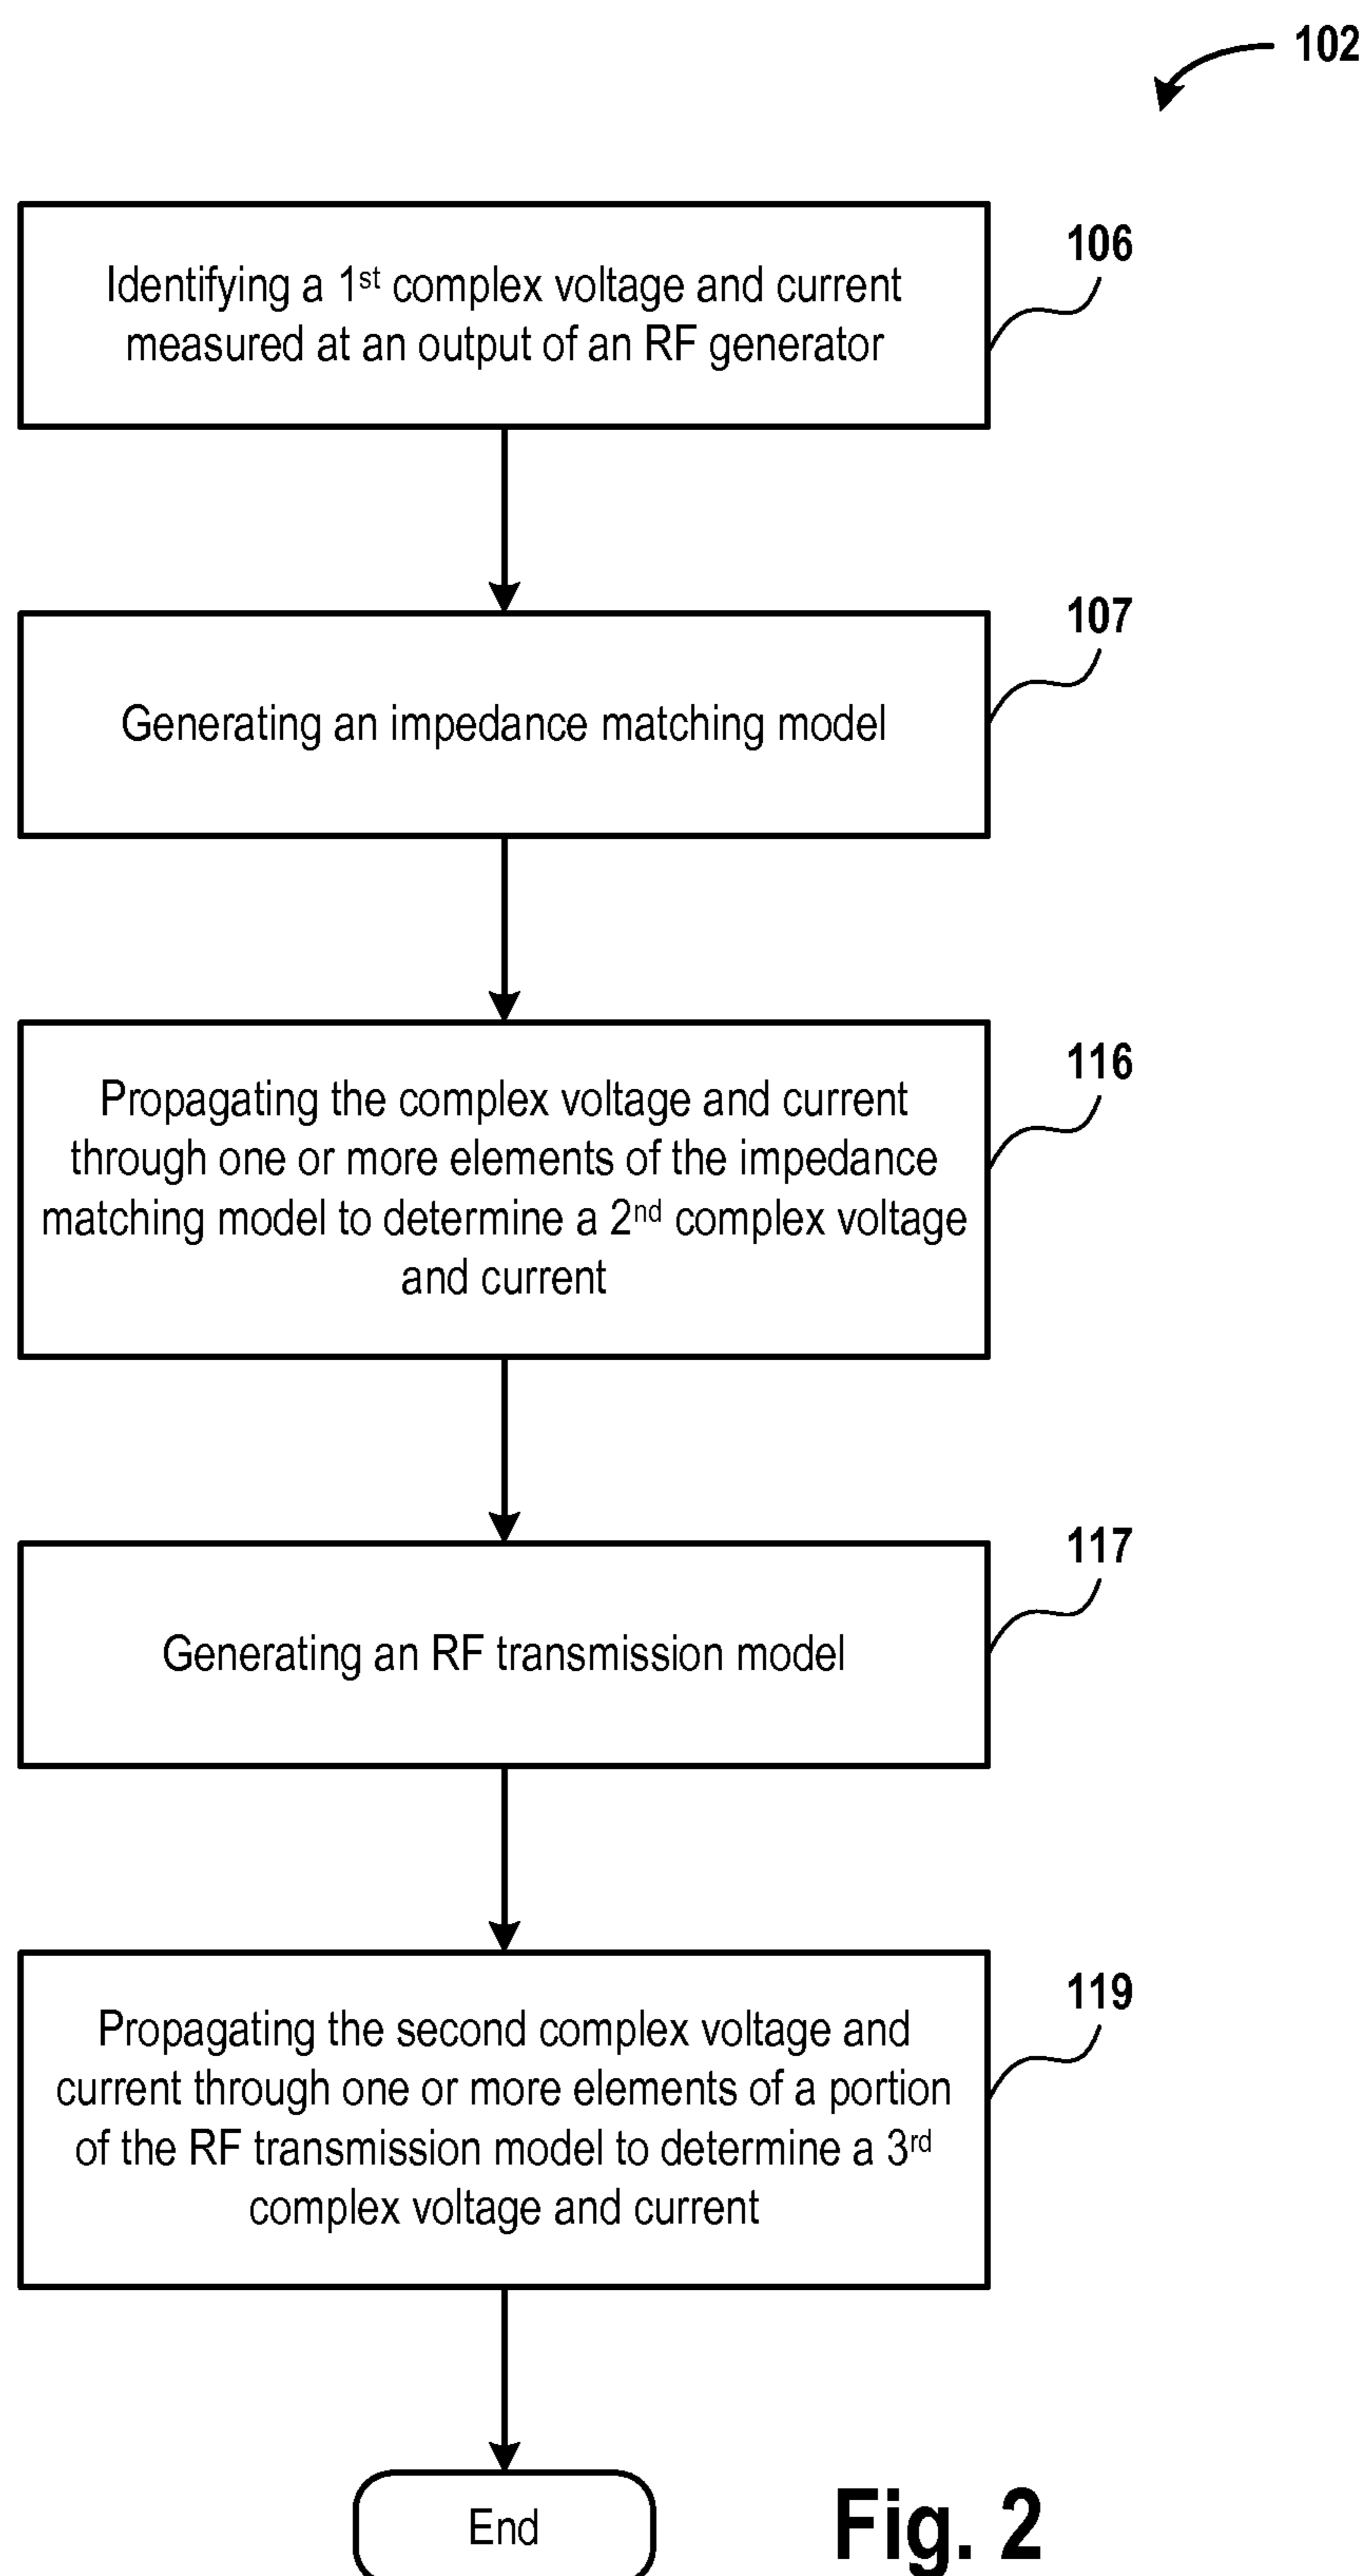 102
Identifying a 1st complex voltage and current
measured at an output of an RF generator
106
Generating an impedance matching model
107
Propagating the complex voltage and current
through one or more elements of the impedance
matching model to determine a 2nd complex voltage
and current
116
Generating an RF transmission model
117
Propagating the second complex voltage and
current through one or more elements of a portion
of the RF transmission model to determine a 3rd
complex voltage and current
119
End
Fig. 2